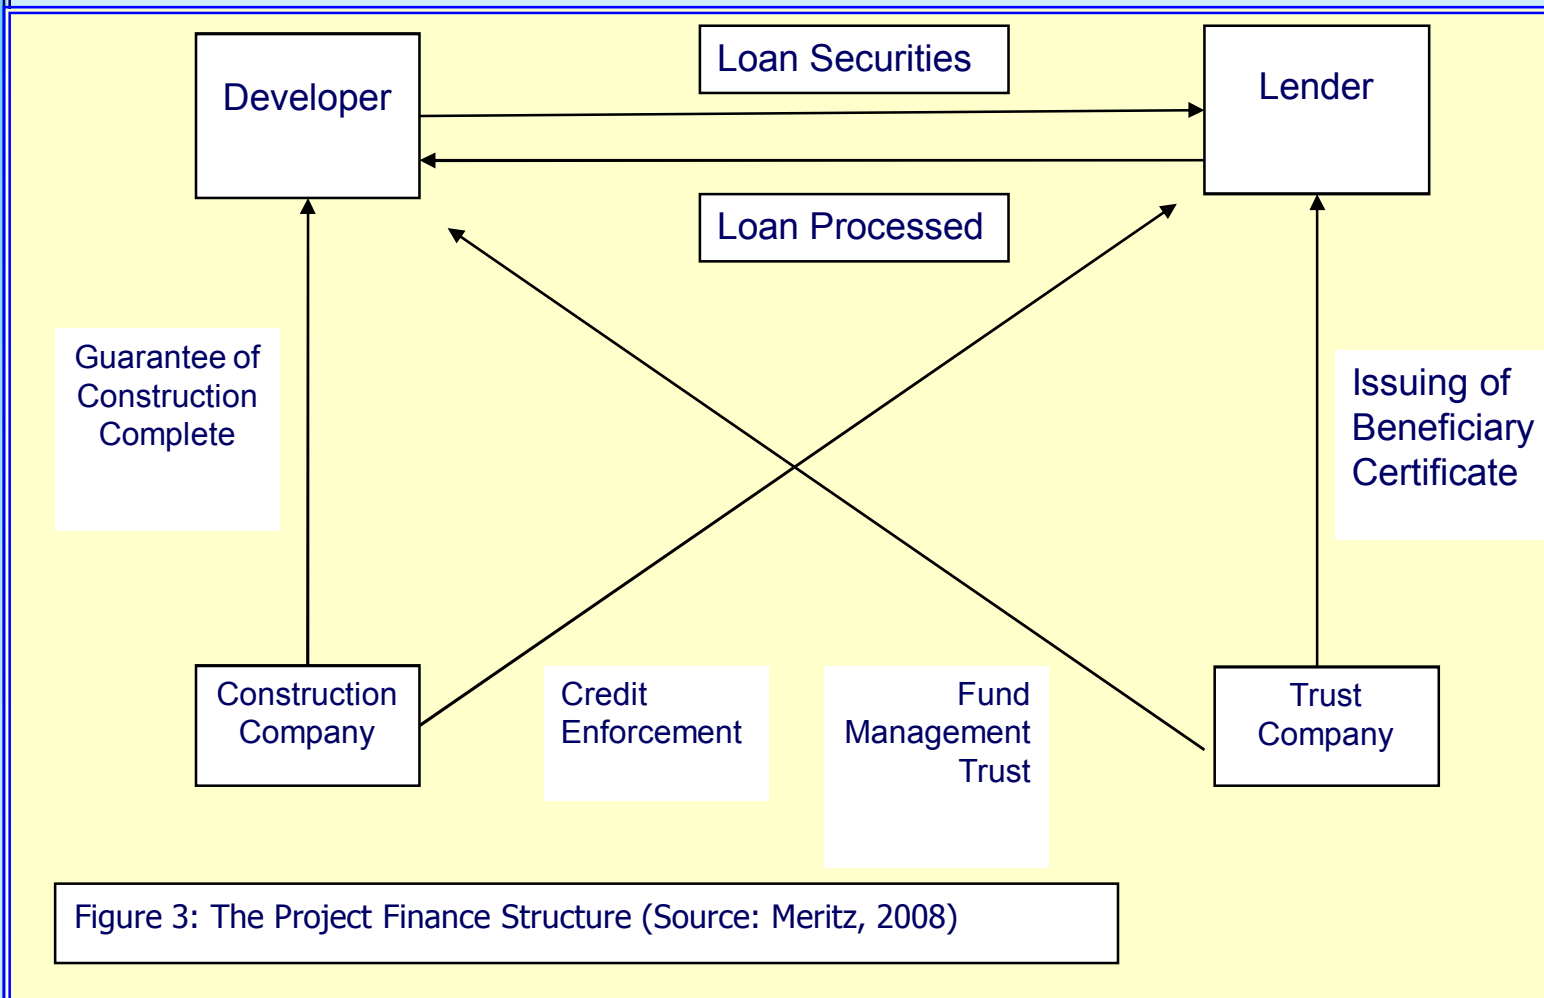 Developer
Loan Securities
Lender
Loan Processed
Guarantee of
Construction
Complete
Issuing of
Beneficiary
Certificate
Construction
Company
Credit
Enforcement
Fund
Management
Trust
Trust
Company
Figure 3: The Project Finance Structure (Source: Meritz, 2008)